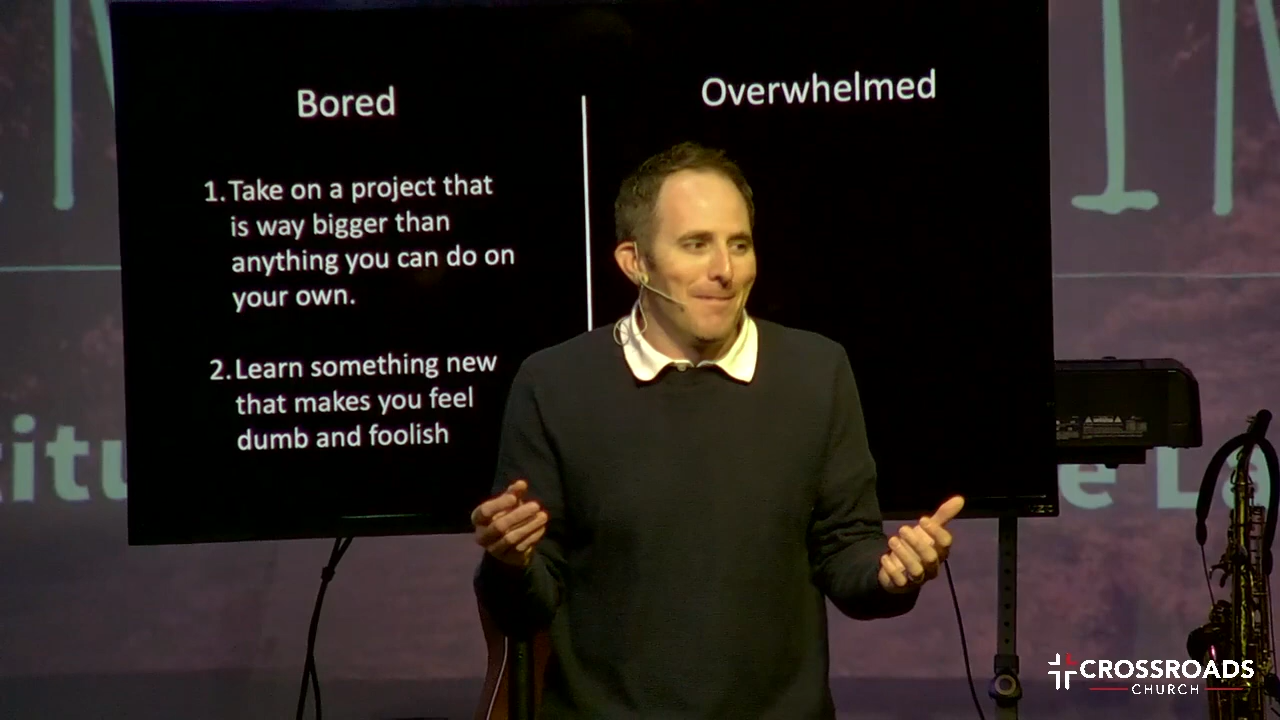 Bored
Overwhelmed
1. Take on a project that
is way bigger than
anything you can do on
your own.
2. Learn something new
that makes you feel
dumb and foolish
CROSSROADS
CHURCH